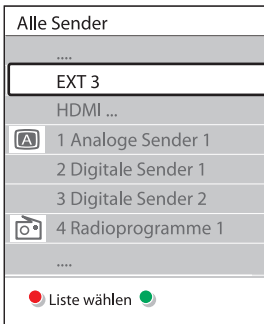 Alle Sender
....
EXT 3
HDMI ...
A 1 Analoge Sender 1
2 Digitale Sender 1
3 Digitale Sender 2
4 Radioprogramme 1
....
Liste wählen